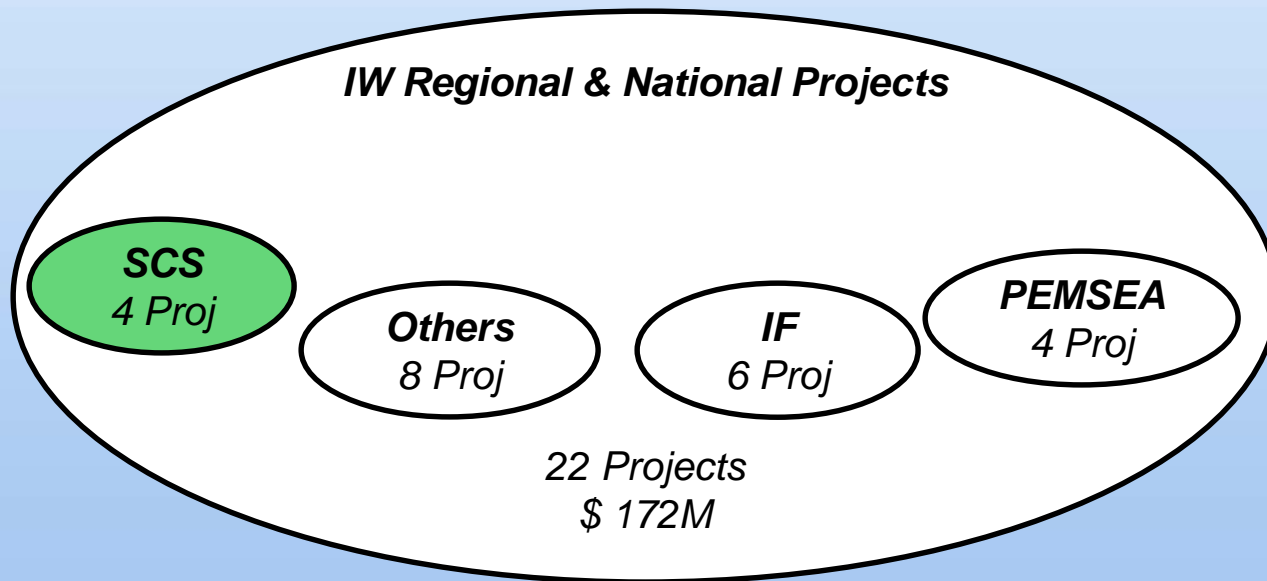 IW Regional & National Projects
SCS
4 Proj
Others
8 Proj
IF
6 Proj
PEMSEA
4 Proj
22 Projects
$ 172M